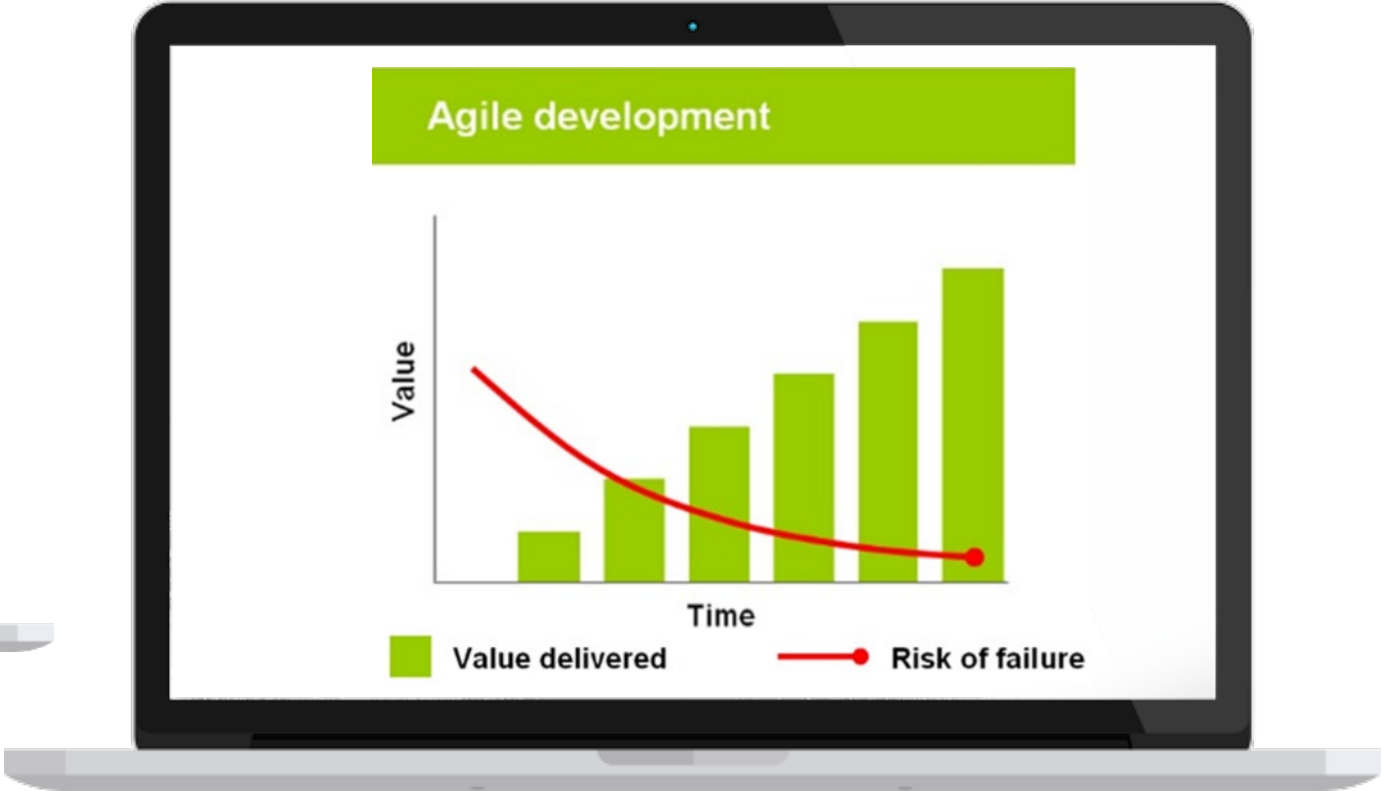 Agile development
Value
Time
Value delivered
Risk of failure